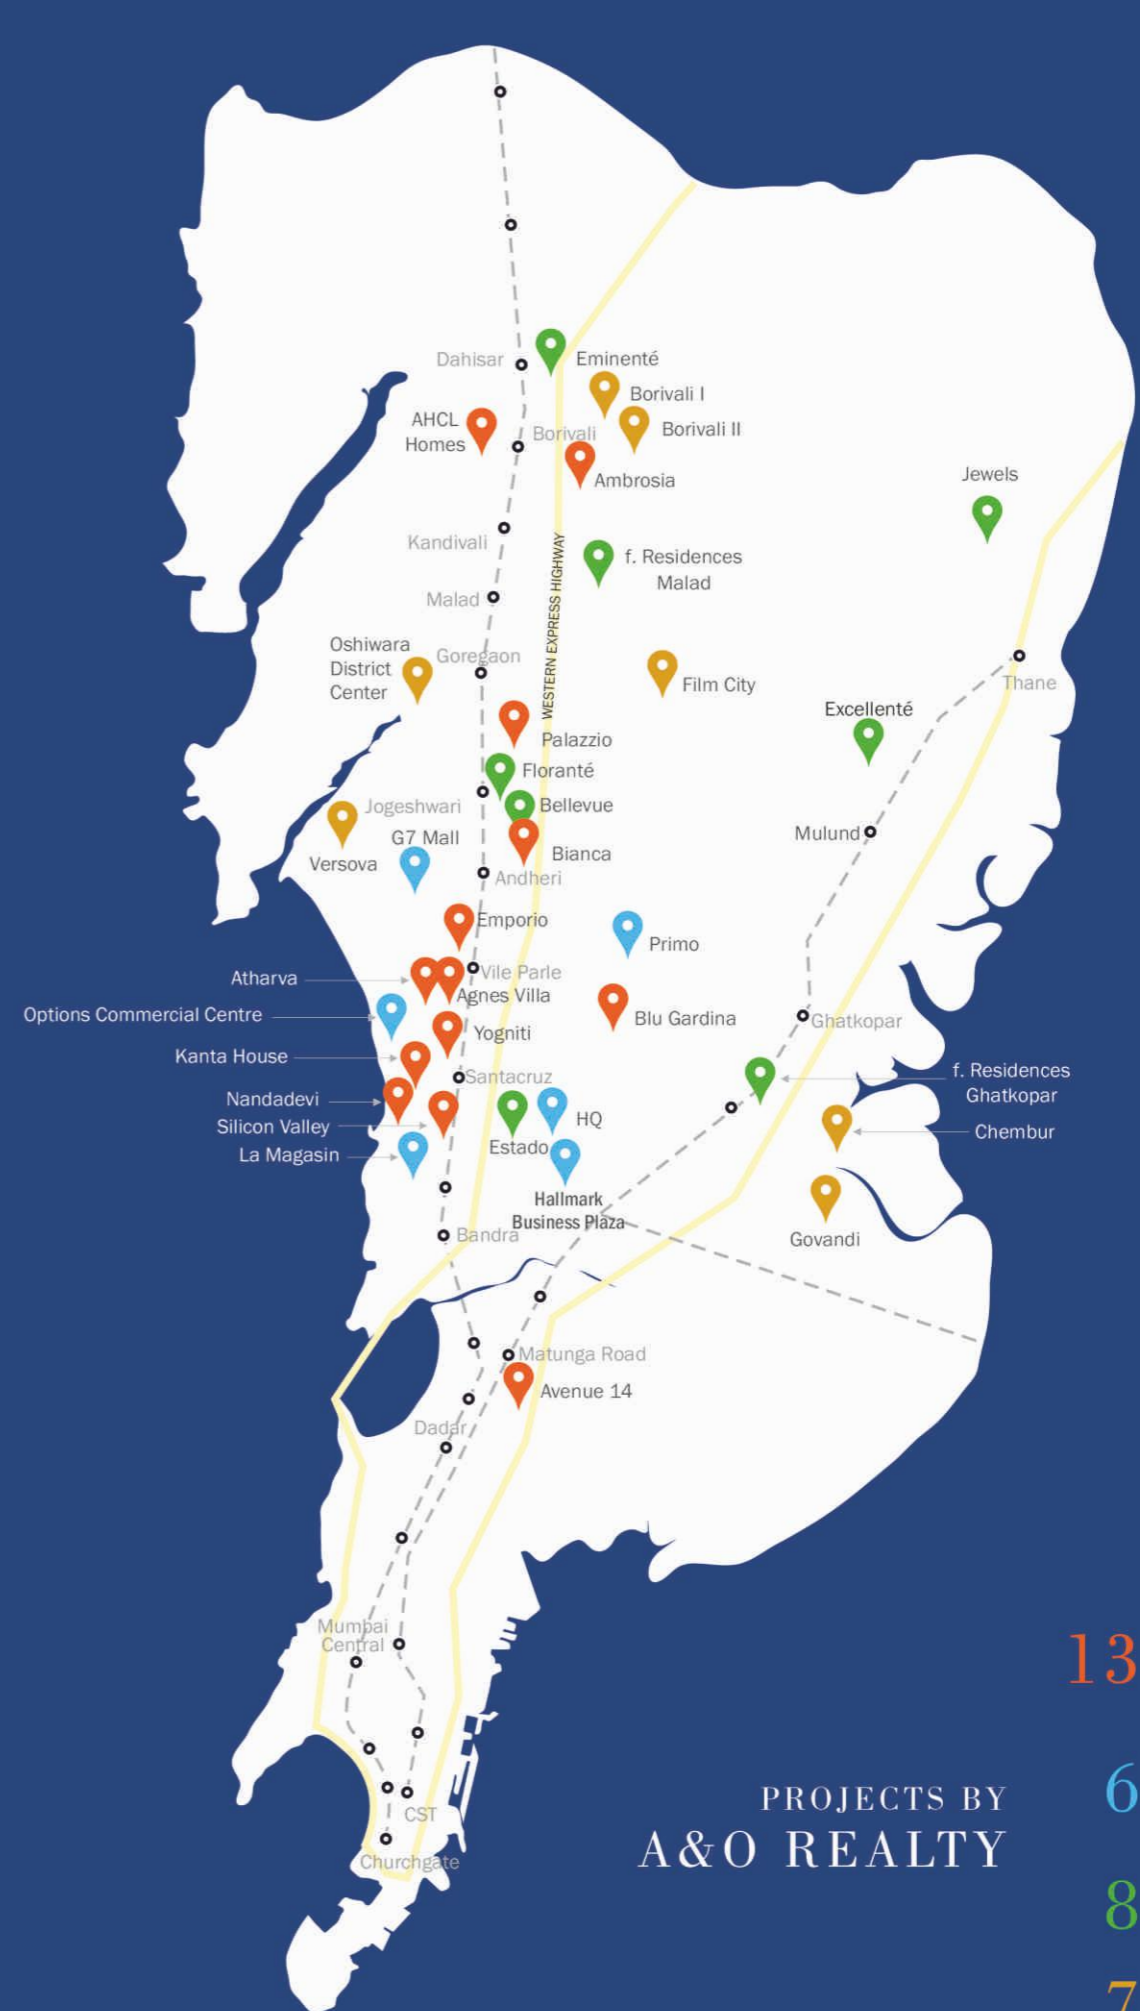 Dahisar
Eminenté
Borivali I
AHCL
Homes
Borivali II
Borivali
Ambrosia
Jewels
Kandivali
WESTERN EXPRESS HIGHWAY
f. Residences
Malad
Malad
Oshiwara
District
Center
Goregaon
Film City
Thane
Excellenté
Palazzio
Floranté
Jogeshwari
Bellevue
G7 Mall
Mulund
Versova
Bianca
Andheri
Emporio
Primo
Atharva
Vile Parle
Agnes Villa
Options Commercial Centre
Blu Gardina
Yogniti
Ghatkopar
Kanta House
Santacruz
f. Residences
Ghatkopar
Nandadevi
Silicon Valley
HQ
Chembur
La Magasin
Estado
Hallmark
Business Plaza
Bandra
Govandi
Matunga Road
Avenue 14
Dadar
Mumbai
Central
13
6
PROJECTS BY
A&O REALTY
CST
Churchgate
8
7